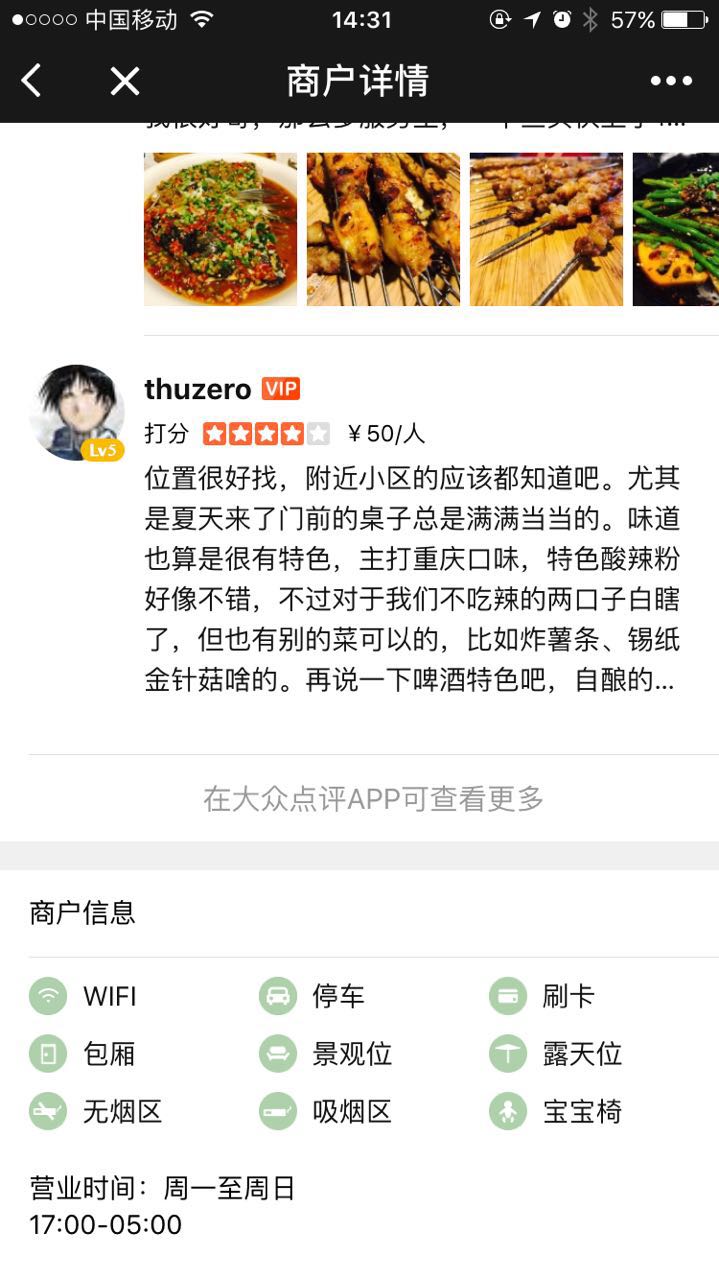 中国移动
14:31
57%
商户详情
thuzero VIP
Lv5
打分
￥50/人
位置很好找，附近小区的应该都知道吧。尤其
是夏天来了门前的桌子总是满满当当的。味道
也算是很有特色，主打重庆口味，特色酸辣粉
好像不错，不过对于我们不吃辣的两口子白瞎
了，但也有别的菜可以的，比如炸薯条、锡纸
金针菇啥的。再说一下啤酒特色吧，自酿的...
在大众点评APP可查看更多
商户信息
WIFI
停车
刷卡
包厢
景观位
露天位
无烟区
吸烟区
宝宝椅
营业时间：周一至周日
17:00-05:00